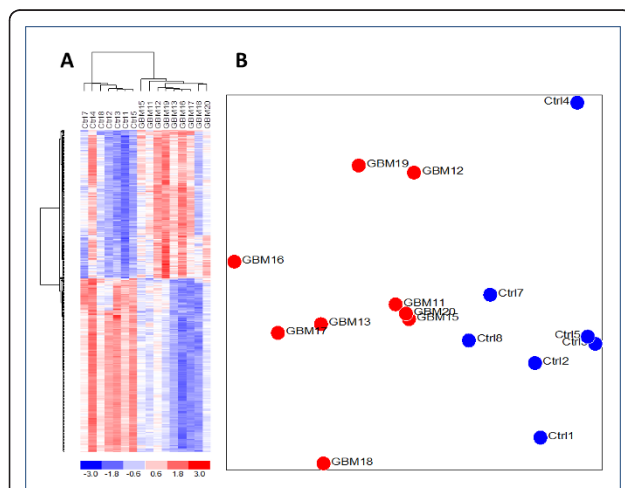 A
B
Ctrl7 Ctrl4 Ctrl8 Ctrl2 Ctrl3 Ctrl1 Ctrl5 GBM15 GBM11 GBM12 GBM19 GBM13 GBM16 GBM17 GBM18 GBM20
Ctrl4
GBM19
GBM12
GBM16
Ctrl7
GBM11
GBM20
GBM15
GBM13
GBM17
Ctrl8
Ctrl5
Ctrl3
Ctrl2
Ctrl1
GBM18
-3.0 -1.8 -0.6 0.6 1.8 3.0